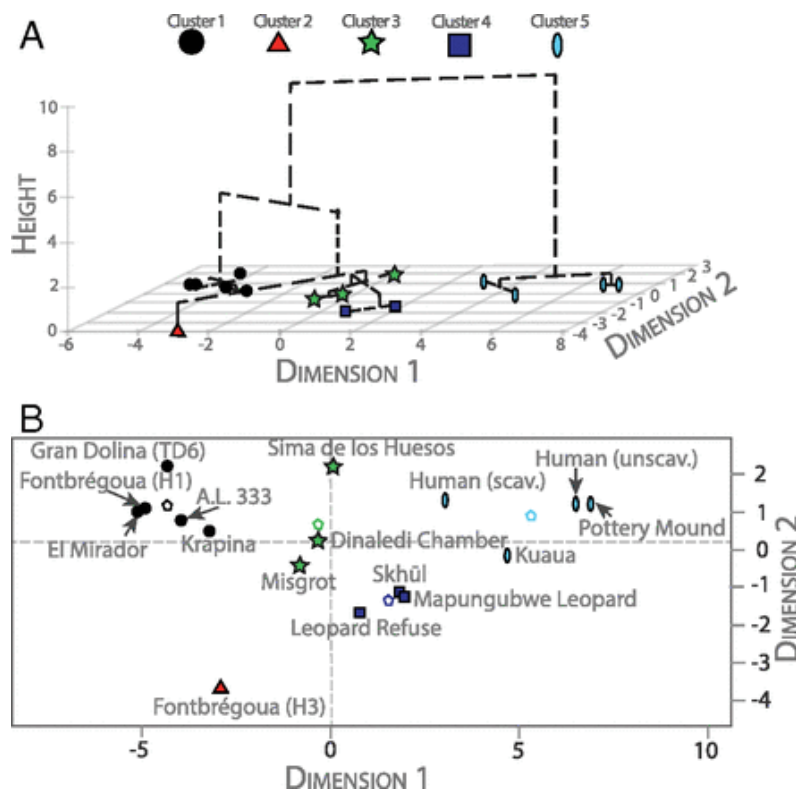 A
Cluster 1 Cluster 2 Cluster 3 Cluster 4 Cluster 5
10
8
6
4
2
0
HEIGHT
-6 -4 -2 0 2 4 6 8
DIMENSION 1
-4 -3 -2 -1 0 1 2 3
DIMENSION 2
B
Gran Dolina (TD6)
Sima de los Huesos
Fontbrégoua (H1)
Human (scav.)
Human (unscav.)
A.L. 333
El Mirador
Krapina
Dinaledi Chamber
Pottery Mound
Kuaua
Misgrot
Skhūl
Mapungubwe Leopard
Leopard Refuse
Fontbrégoua (H3)
2
1
0
-1
-2
-3
-4
DIMENSION 2
-5 0 5 10
DIMENSION 1